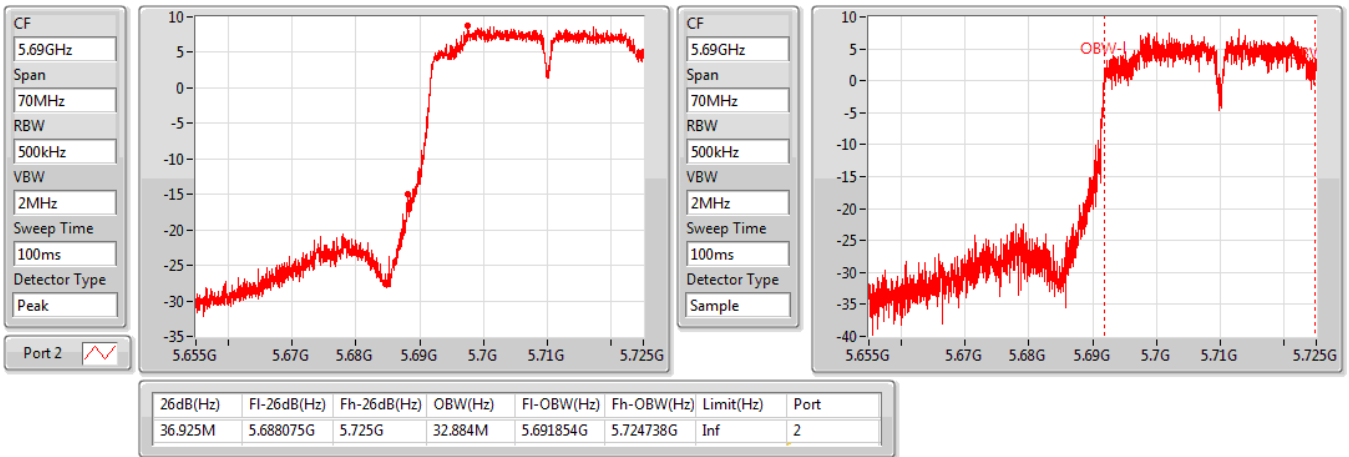 CF
5.69GHz
Span
70MHz
RBW
500kHz
VBW
2MHz
Sweep Time
100ms
Detector Type
Peak
Port 2
10
5
0
-5
-10
-15
-20
-25
-30
-35
5.655G 5.67G 5.68G 5.69G 5.7G 5.71G 5.725G
CF
5.69GHz
Span
70MHz
RBW
500kHz
VBW
2MHz
Sweep Time
100ms
Detector Type
Sample
10
5
0
-5
-10
-15
-20
-25
-30
-35
-40
OBW-L
5.655G 5.67G 5.68G 5.69G 5.7G 5.71G 5.725G
26dB(Hz) Fl-26dB(Hz) Fh-26dB(Hz) OBW(Hz) Fl-OBW(Hz) Fh-OBW(Hz) Limit(Hz) Port
36.925M 5.688075G 5.725G 32.884M 5.691854G 5.724738G Inf 2